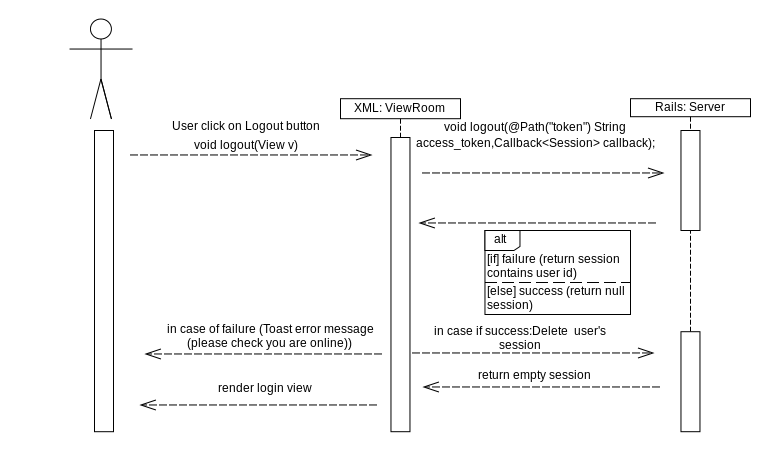 XML: ViewRoom
Rails: Server
User click on Logout button
void logout(View v)
void logout(@Path("token") String
access_token,Callback<Session> callback);
alt
[if] failure (return session
contains user id)
[else] success (return null
session)
in case of failure (Toast error message
(please check you are online))
in case if success:Delete  user's
session
return empty session
render login view